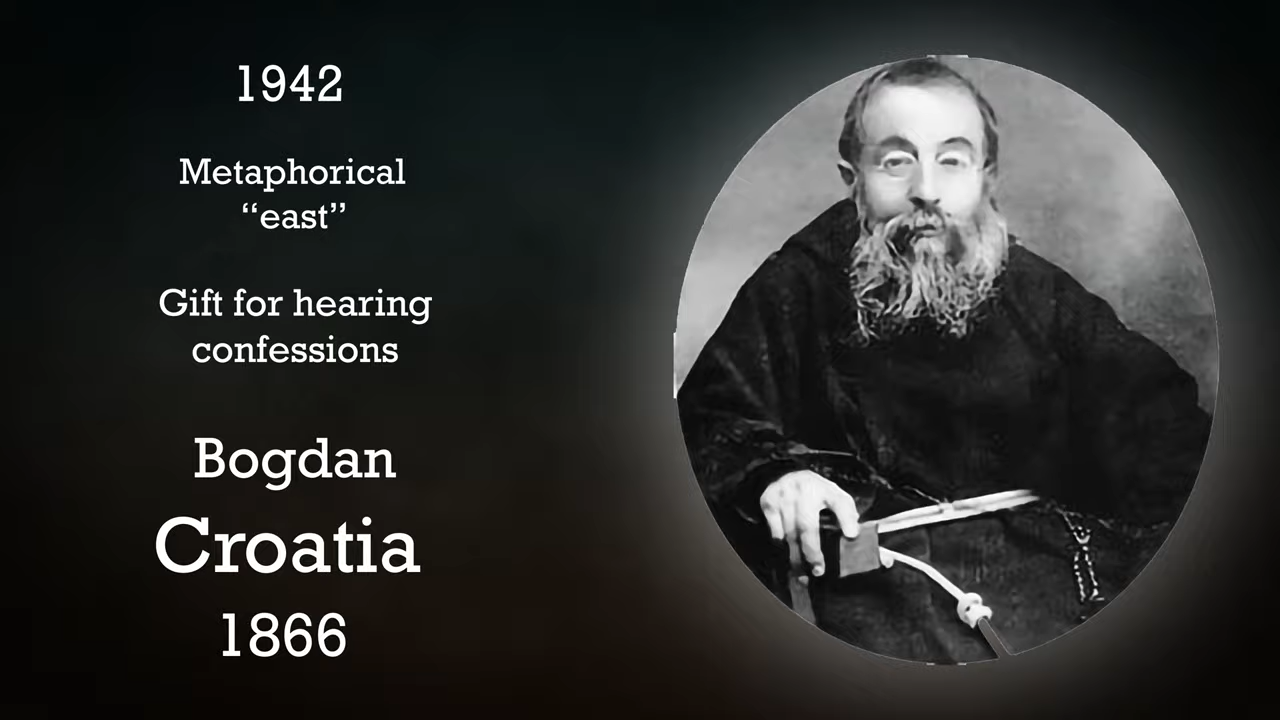 1942
Metaphorical
“east”
Gift for hearing
confessions
Bogdan
Croatia
1866